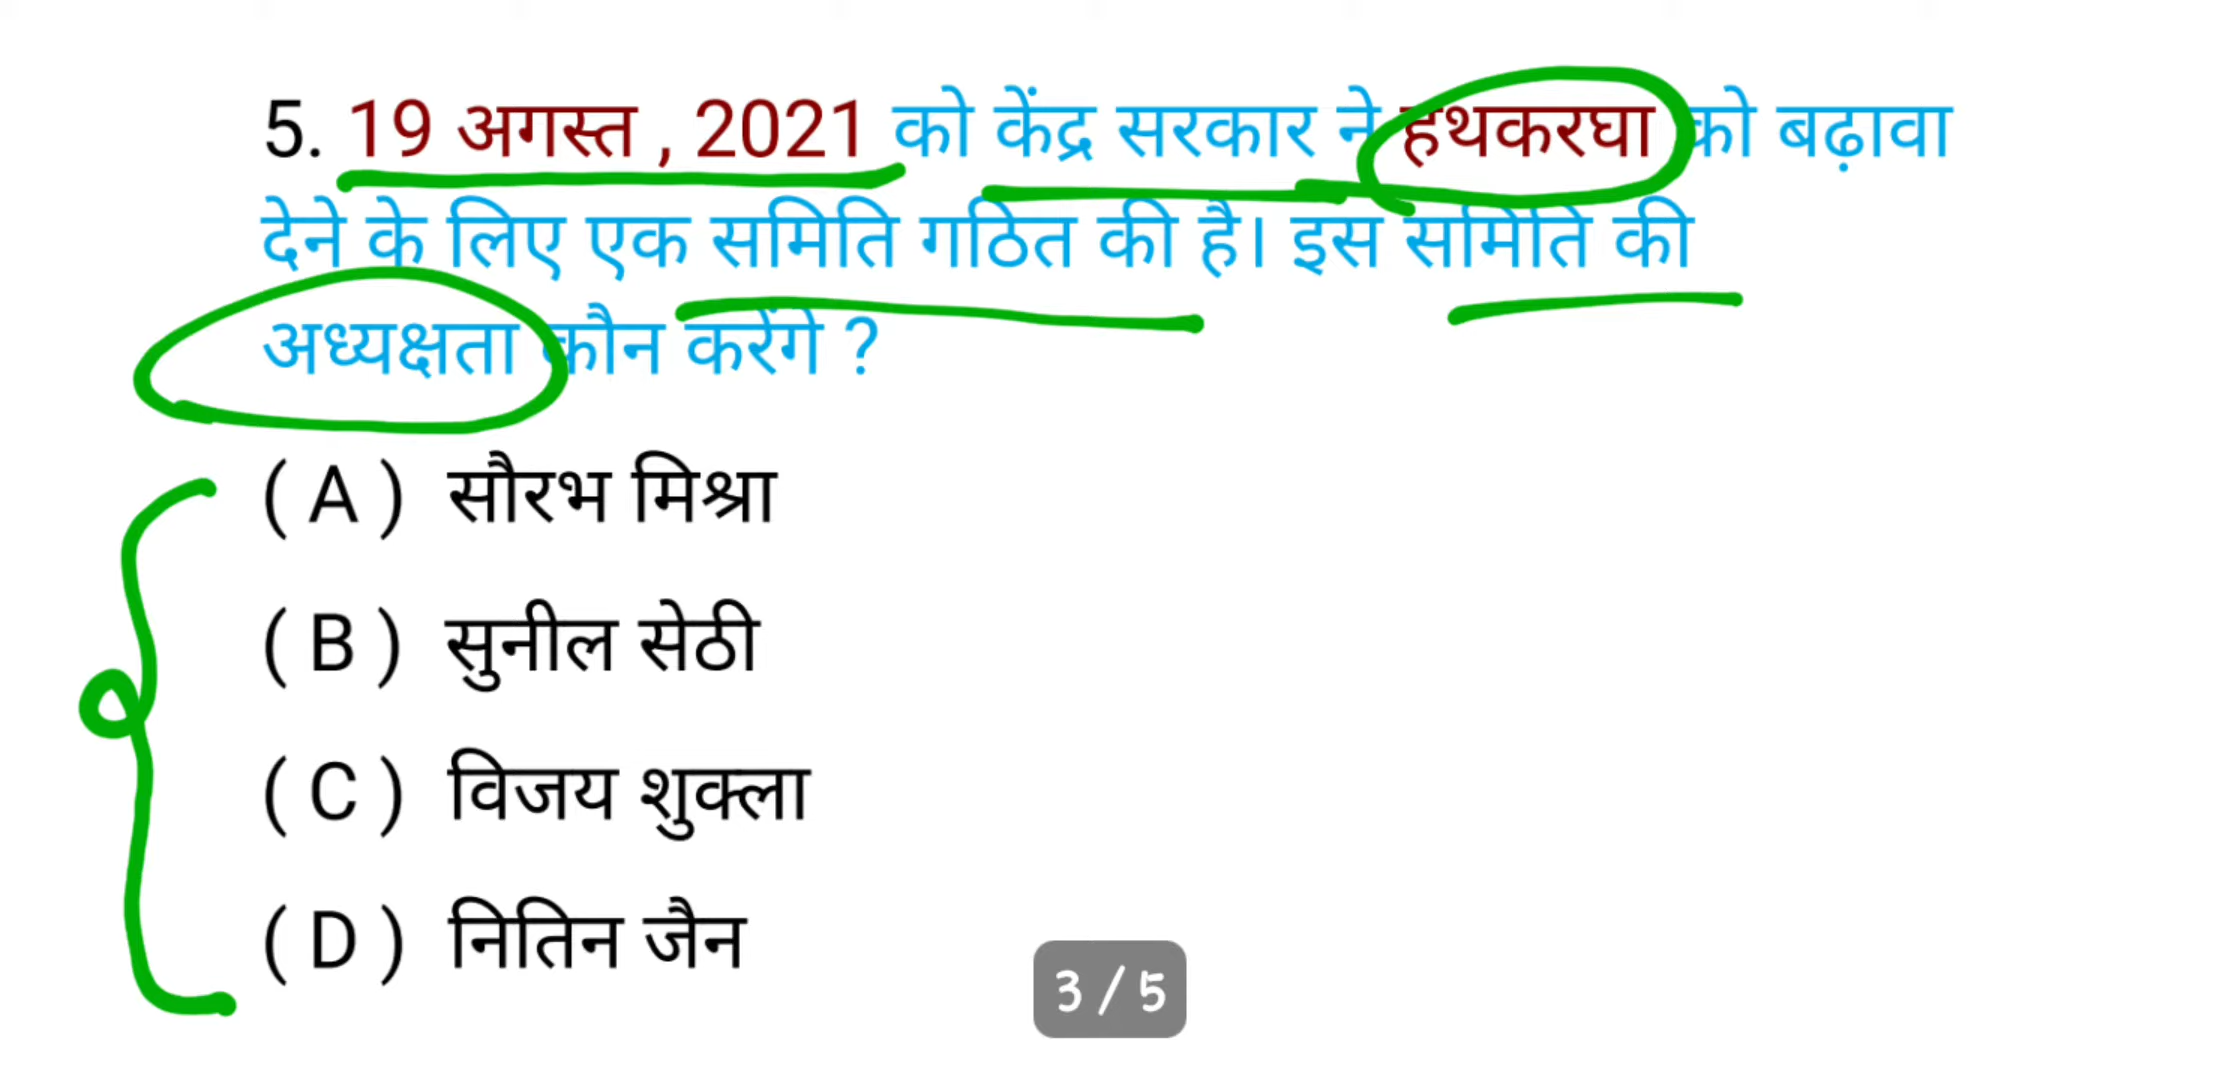 5. 19 अगस्त , 2021 को केंद्र सरकार ने हथकरघा को बढ़ावा
देने के लिए एक समिति गठित की है। इस समिति की
अध्यक्षता कौन करेंगे ?
( A ) सौरभ मिश्रा
( B ) सुनील सेठी
( C ) विजय शुक्ला
( D ) नितिन जैन
3 / 5